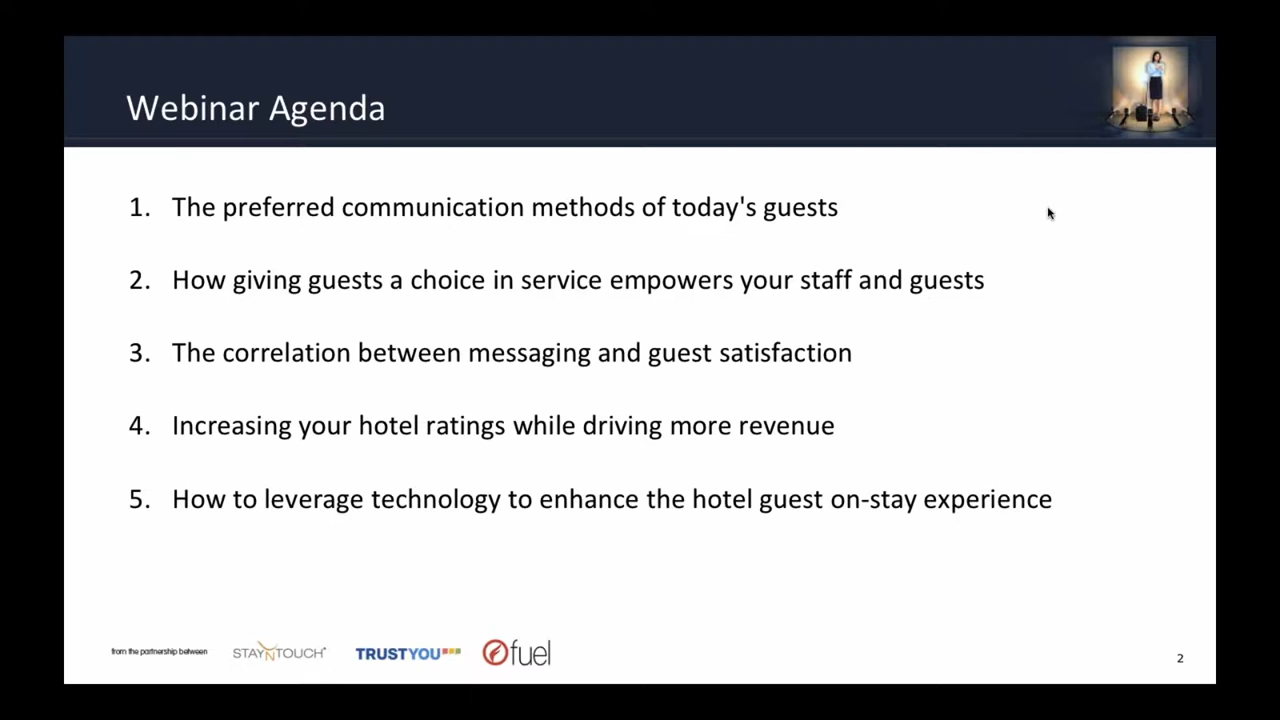 Webinar Agenda
1. The preferred communication methods of today's guests
2. How giving guests a choice in service empowers your staff and guests
3. The correlation between messaging and guest satisfaction
4. Increasing your hotel ratings while driving more revenue
5. How to leverage technology to enhance the hotel guest on-stay experience
from the partnership between STAYNTOUCH TRUSTYOU fuel
2